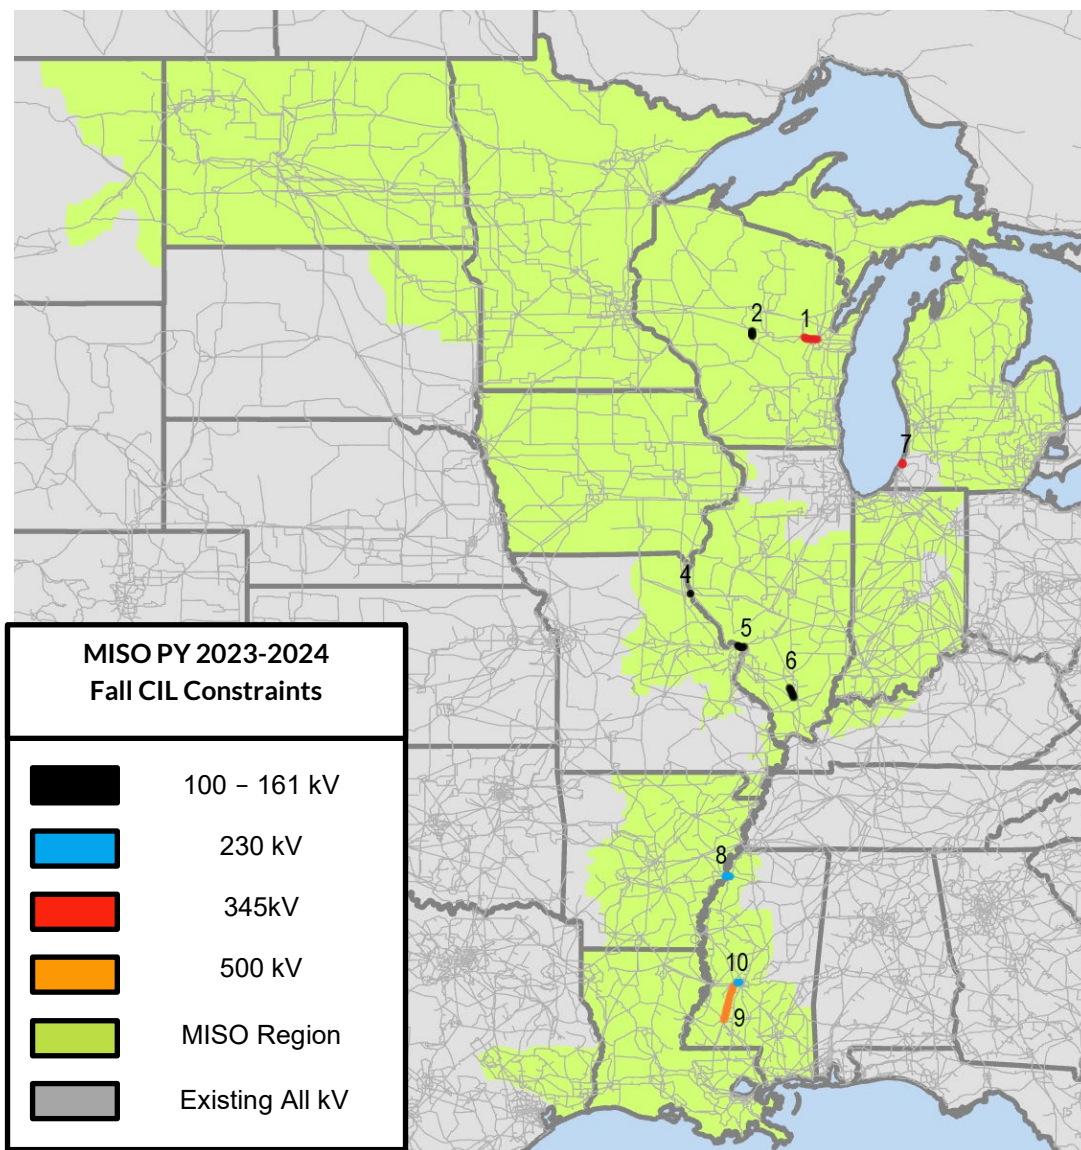 2
1
7
4
5
6
8
10
9
MISO PY 2023-2024
Fall CIL Constraints
100 – 161 kV
230 kV
345kV
500 kV
MISO Region
Existing All kV